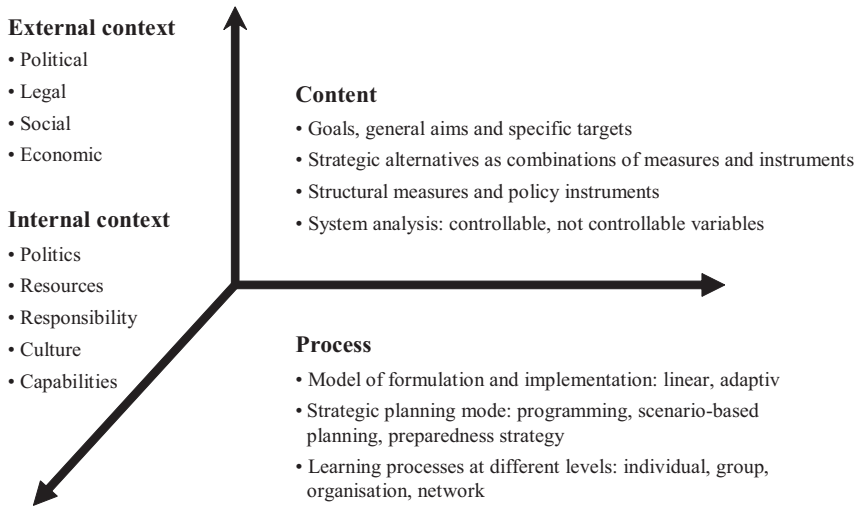 External context
• Political
• Legal
• Social
• Economic
Internal context
• Politics
• Resources
• Responsibility
• Culture
• Capabilities
Content
• Goals, general aims and specific targets
• Strategic alternatives as combinations of measures and instruments
• Structural measures and policy instruments
• System analysis: controllable, not controllable variables
Process
• Model of formulation and implementation: linear, adaptiv
• Strategic planning mode: programming, scenario-based
planning, preparedness strategy
• Learning processes at different levels: individual, group,
organisation, network